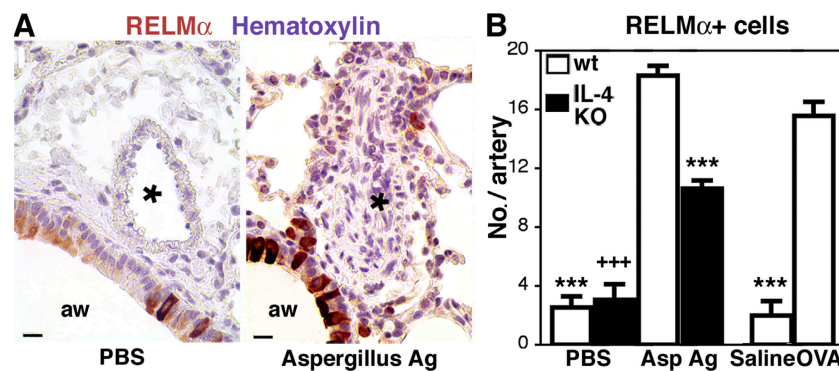 A RELMα Hematoxylin
* *
aw aw
PBS Aspergillus Ag
B RELMα+ cells
No./ artery
20
16
12
8
4
0
wt
IL-4
KO
***
+++
***
***
PBS Asp Ag Saline OVA